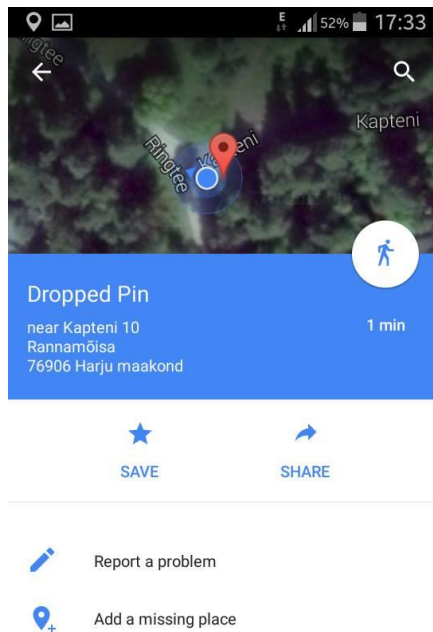 E 52% 17:33
Ringtee
Kapteni
Ringtee
Dropped Pin
near Kapteni 10
1 min
Rannamõisa
76906 Harju maakond
SAVE SHARE
Report a problem
Add a missing place